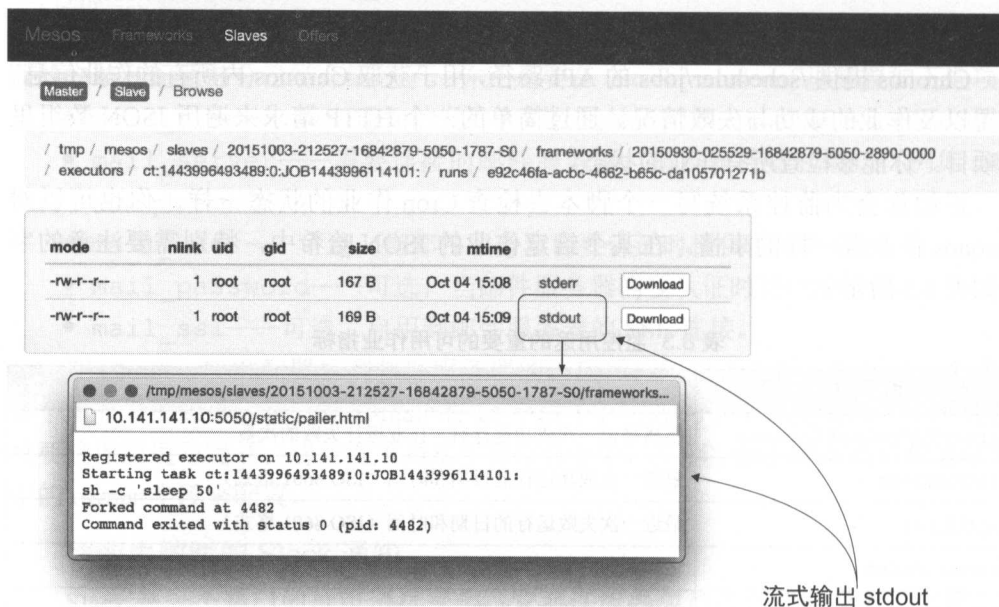 Mesos Frameworks Slaves Offers
Master / Slave / Browse
/ tmp / mesos / slaves / 20151003-212527-16842879-5050-1787-S0 / frameworks / 20150930-025529-16842879-5050-2890-0000
/ executors / ct:1443996493489:0:JOB1443996114101: / runs / e92c46fa-acbc-4662-b65c-da105701271b
mode nlink uid gid size mtime
-rw-r--r-- 1 root root 167 B Oct 04 15:08 stderr Download
-rw-r--r-- 1 root root 169 B Oct 04 15:09 stdout Download
/tmp/mesos/slaves/20151003-212527-16842879-5050-1787-S0/frameworks...
10.141.141.10:5050/static/pailer.html
Registered executor on 10.141.141.10
Starting task ct:1443996493489:0:JOB1443996114101:
sh -c 'sleep 50'
Forked command at 4482
Command exited with status 0 (pid: 4482)
流式输出 stdout